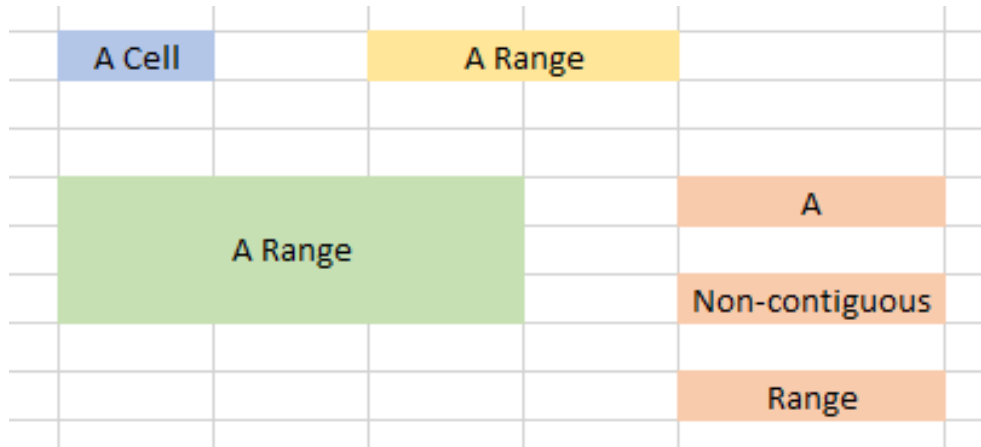 A Cell
A Range
A Range
A
Non-contiguous
Range